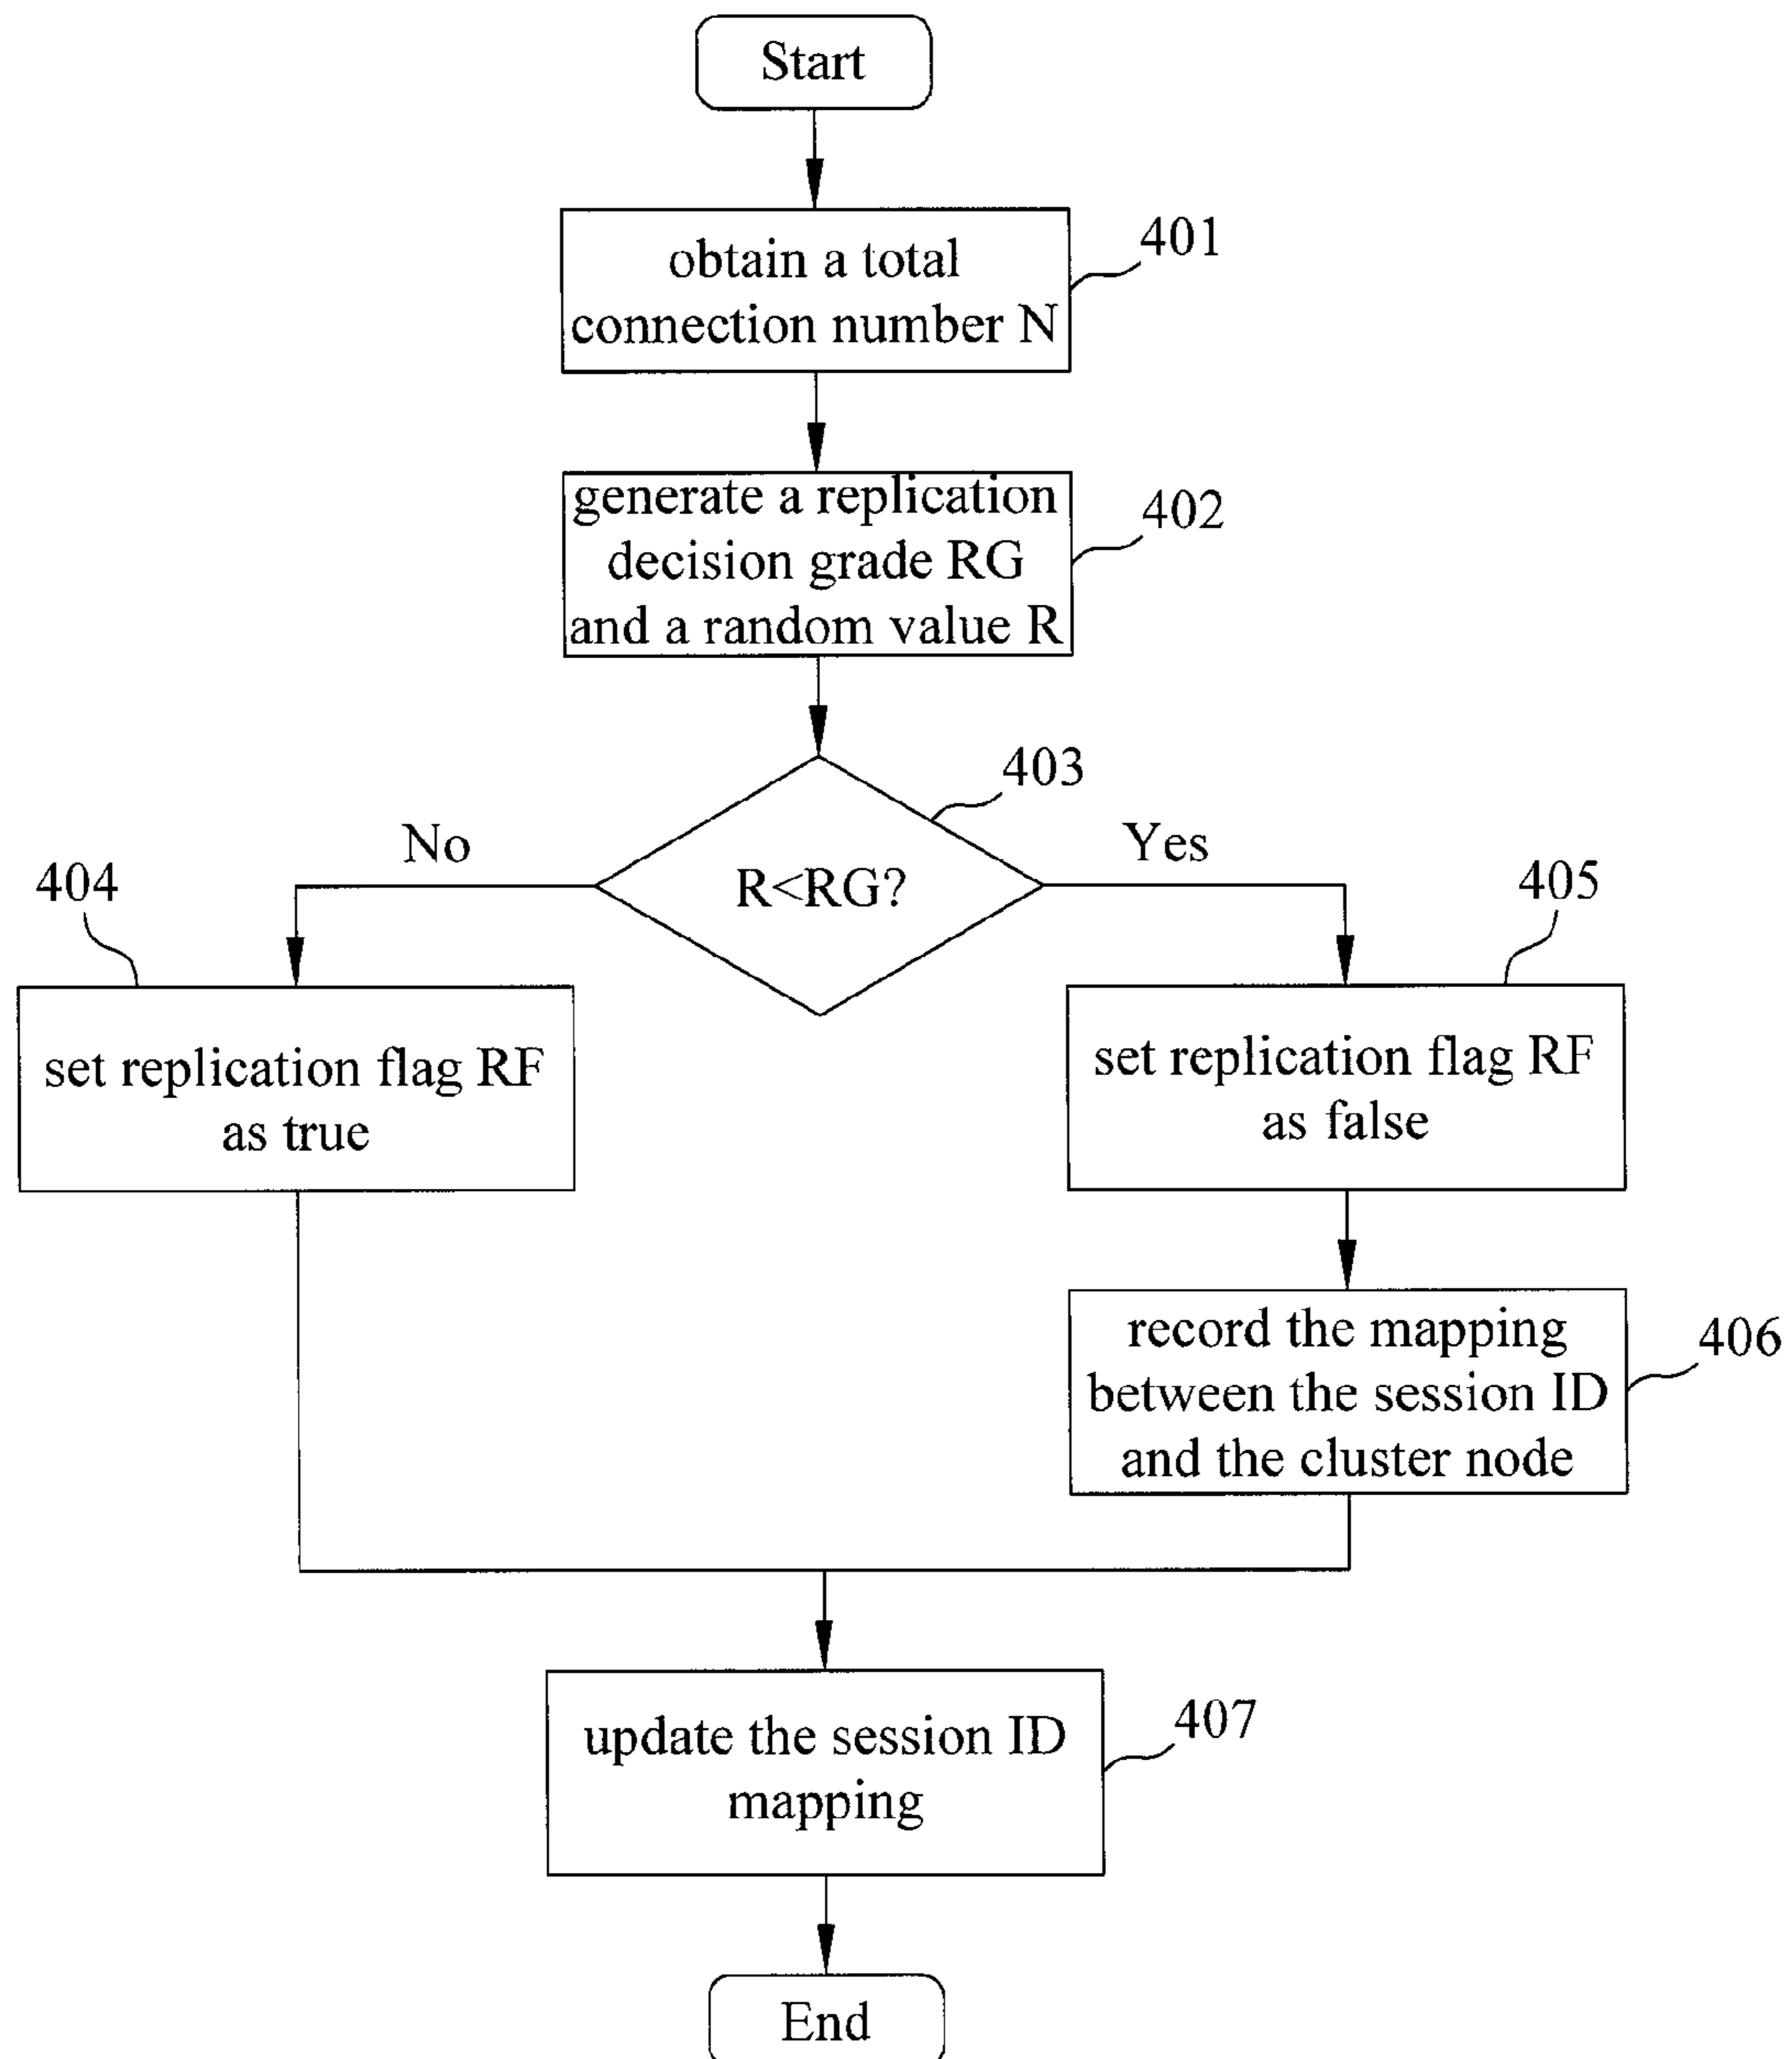 Start
obtain a total
connection number N
401
generate a replication
decision grade RG
and a random value R
402
403
R<RG?
No
Yes
404
set replication flag RF
as true
405
set replication flag RF
as false
record the mapping
between the session ID
and the cluster node
406
update the session ID
mapping
407
End